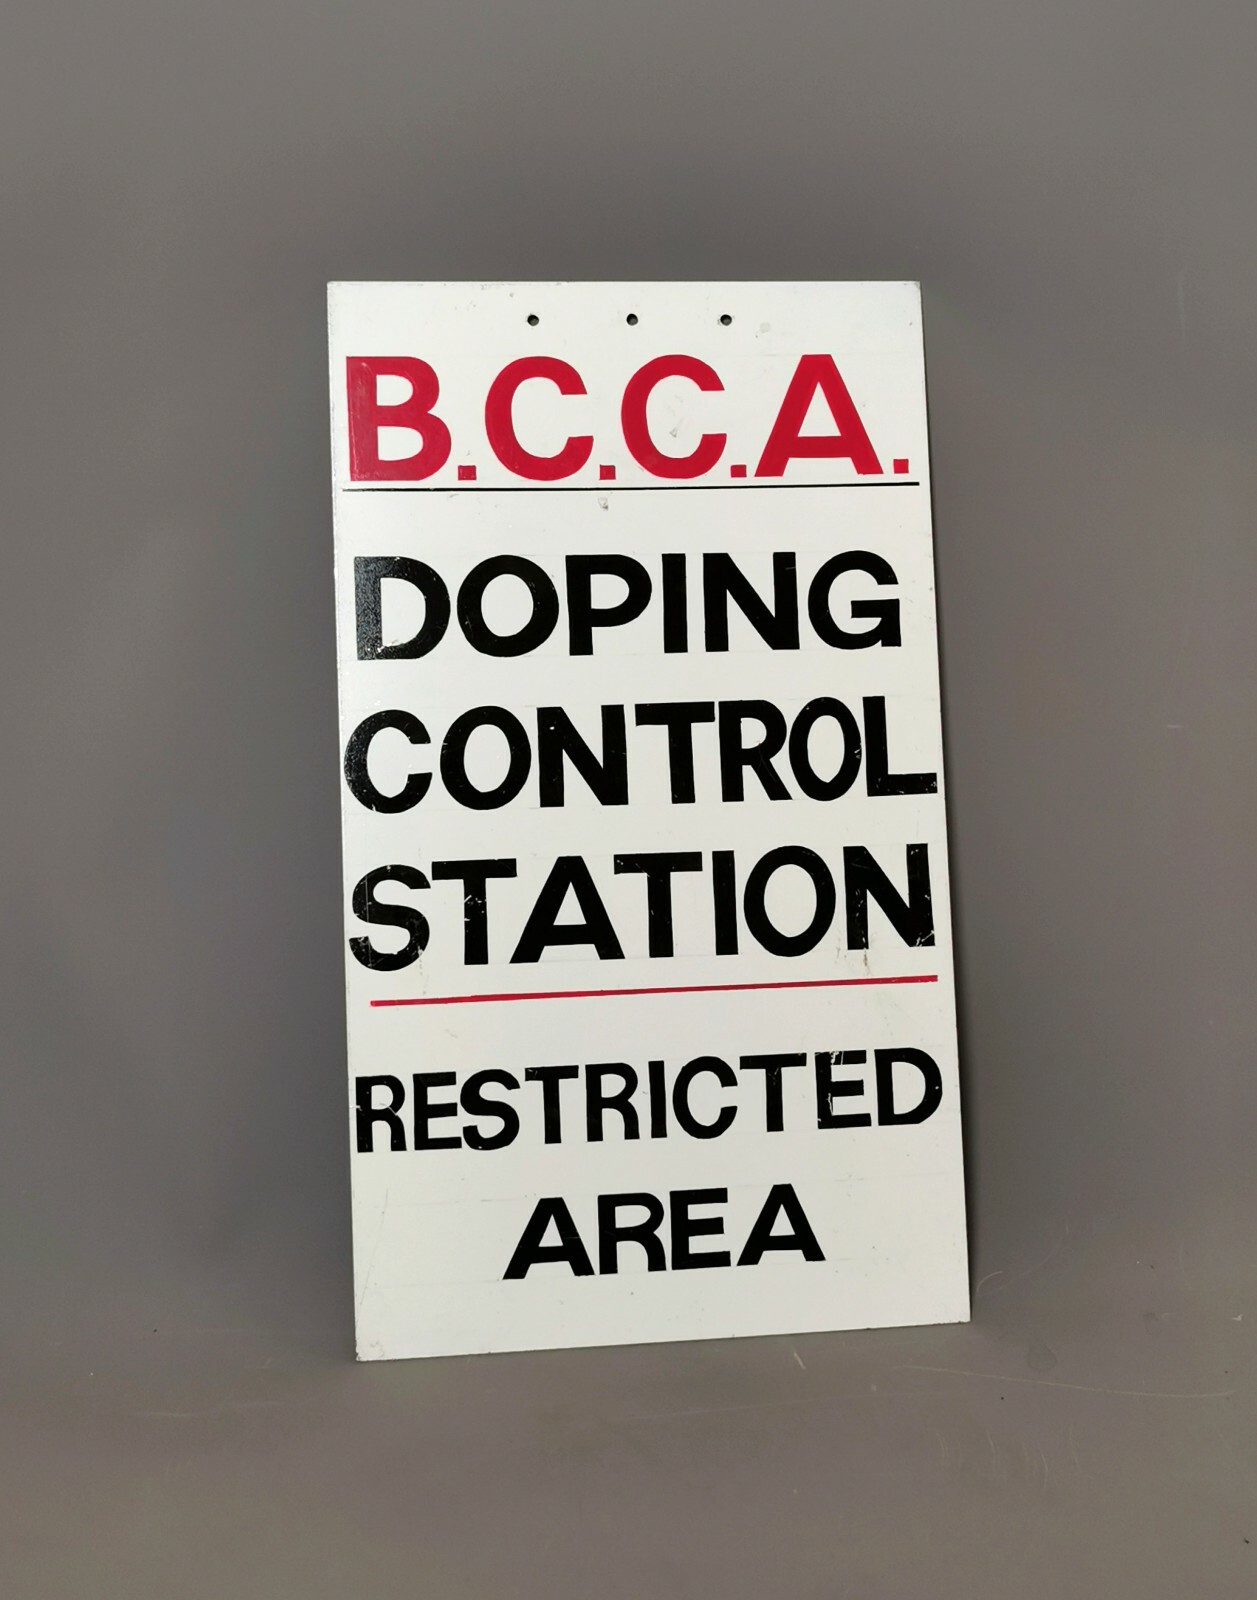 B.C.C.A.
DOPING
CONTROL
STATION
RESTRICTED
AREA